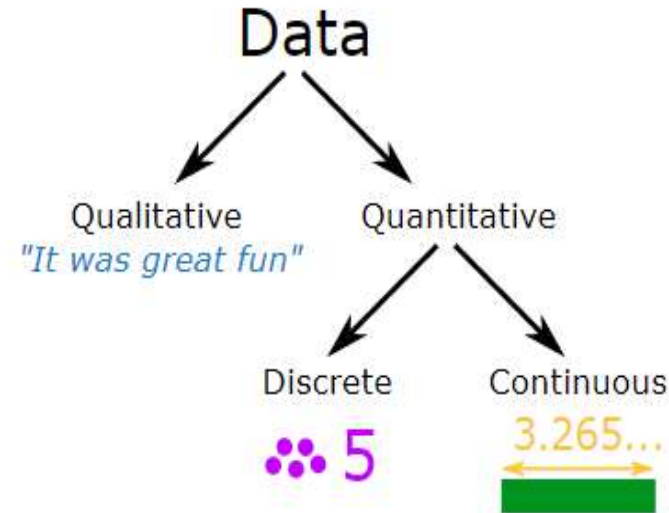 Data
Qualitative
"It was great fun"
Quantitative
Discrete
5
Continuous
3.265...